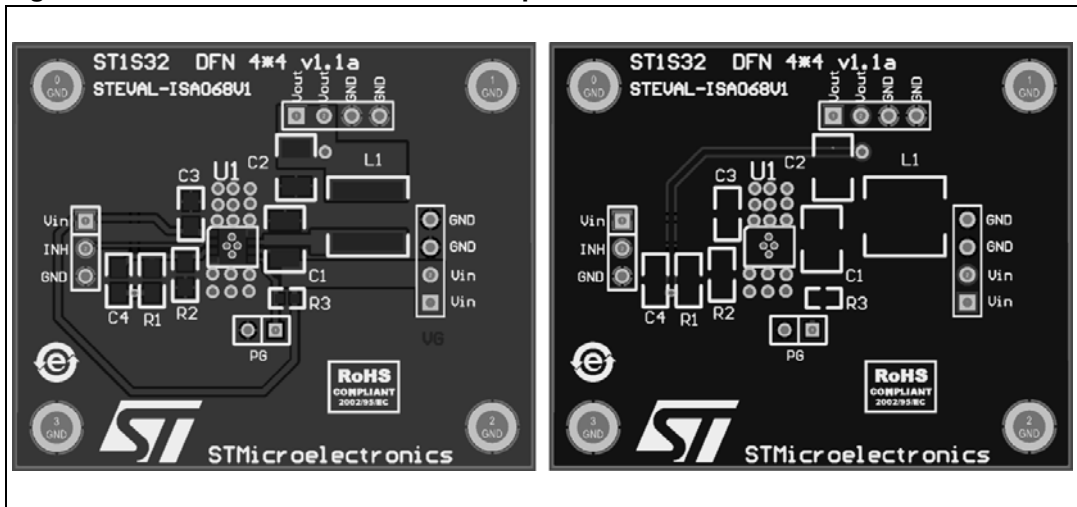 ST1S32 DFN 4*4 v1.1a
STEVAL-ISA068V1
0
GND
1
GND
Vout
Vout
GND
GND
C3
U1
C2
L1
Vin
INH
GND
GND
GND
Vin
Vin
C1
R3
C4
R1
R2
PG
VG
e
RoHS
COMPLIANT
2002/95/EC
3
GND
2
GND
ST
STMicroelectronics
ST1S32 DFN 4*4 v1.1a
STEVAL-ISA068V1
0
GND
1
GND
Vout
Vout
GND
GND
C3
U1
C2
L1
Vin
INH
GND
GND
GND
Vin
Vin
C1
R3
C4
R1
R2
PG
e
RoHS
COMPLIANT
2002/95/EC
3
GND
2
GND
ST
STMicroelectronics